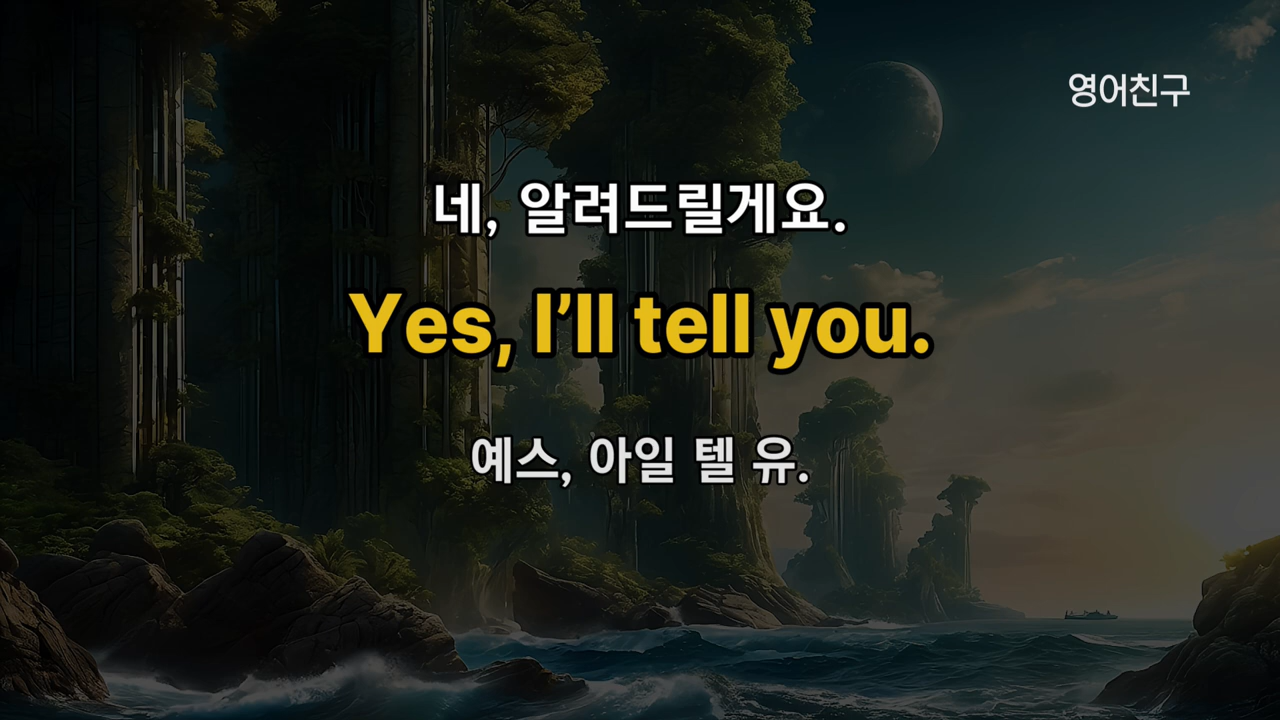 영어친구
네, 알려드릴게요.
Yes, I’ll tell you.
예스, 아일 텔 유.